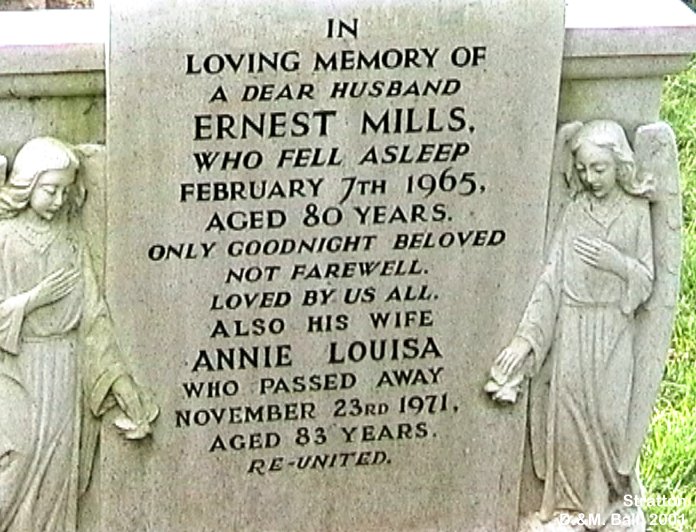 IN
LOVING MEMORY OF
A DEAR HUSBAND
ERNEST MILLS,
WHO FELL ASLEEP
FEBRUARY 7TH 1965,
AGED 80 YEARS.
ONLY GOODNIGHT BELOVED
NOT FAREWELL.
LOVED BY US ALL.
ALSO HIS WIFE
ANNIE LOUISA
WHO PASSED AWAY
NOVEMBER 23RD 1971,
AGED 83 YEARS.
RE-UNITED.
Stratton
&M. Ball 2001